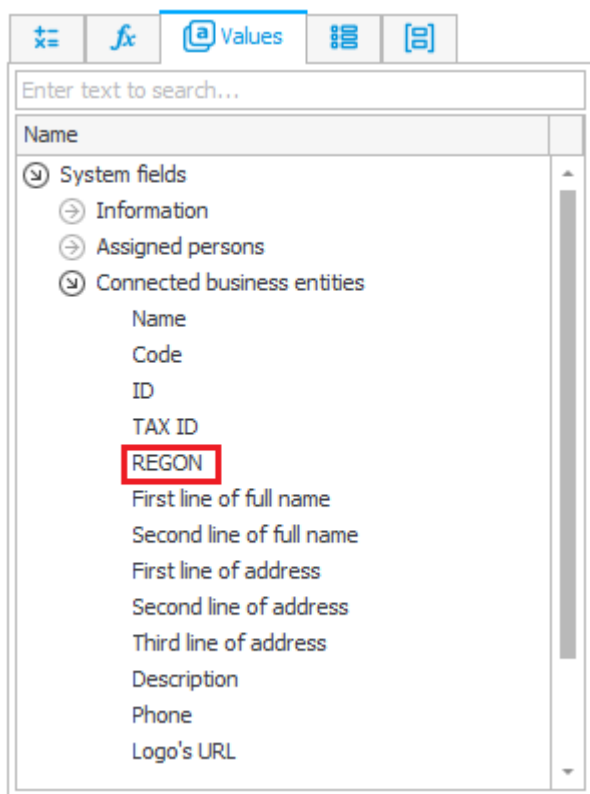 fx Values
Enter text to search...
Name
System fields
Information
Assigned persons
Connected business entities
Name
Code
ID
TAX ID
REGON
First line of full name
Second line of full name
First line of address
Second line of address
Third line of address
Description
Phone
Logo's URL